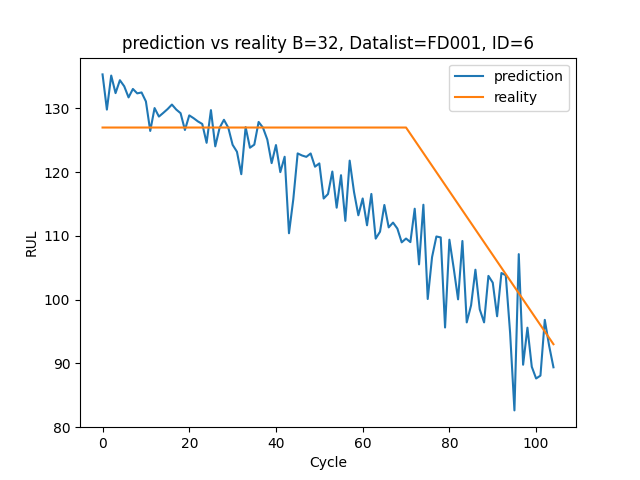 prediction vs reality B=32, Datalist=FD001, ID=6
prediction
reality
130
120
110
100
90
80
RUL
0 20 40 60 80 100
Cycle